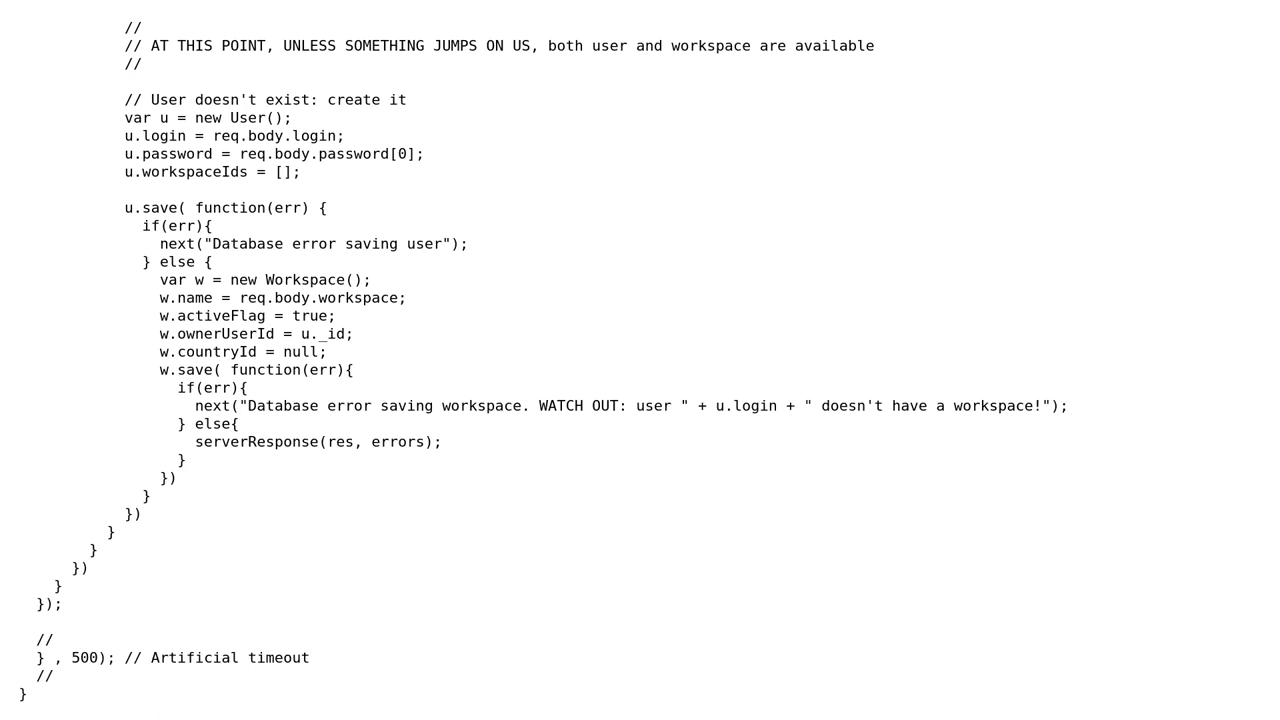 //
// AT THIS POINT, UNLESS SOMETHING JUMPS ON US, both user and workspace are available
//

// User doesn't exist: create it
var u = new User();
u.login = req.body.login;
u.password = req.body.password[0];
u.workspaceIds = [];

u.save( function(err) {
  if(err){
    next("Database error saving user");
  } else {
    var w = new Workspace();
    w.name = req.body.workspace;
    w.activeFlag = true;
    w.ownerUserId = u._id;
    w.countryId = null;
    w.save( function(err){
      if(err){
        next("Database error saving workspace. WATCH OUT: user " + u.login + " doesn't have a workspace!");
      } else{
        serverResponse(res, errors);
      }
    })
  }
})
}
}
})
}
});

//
} , 500); // Artificial timeout
//
}